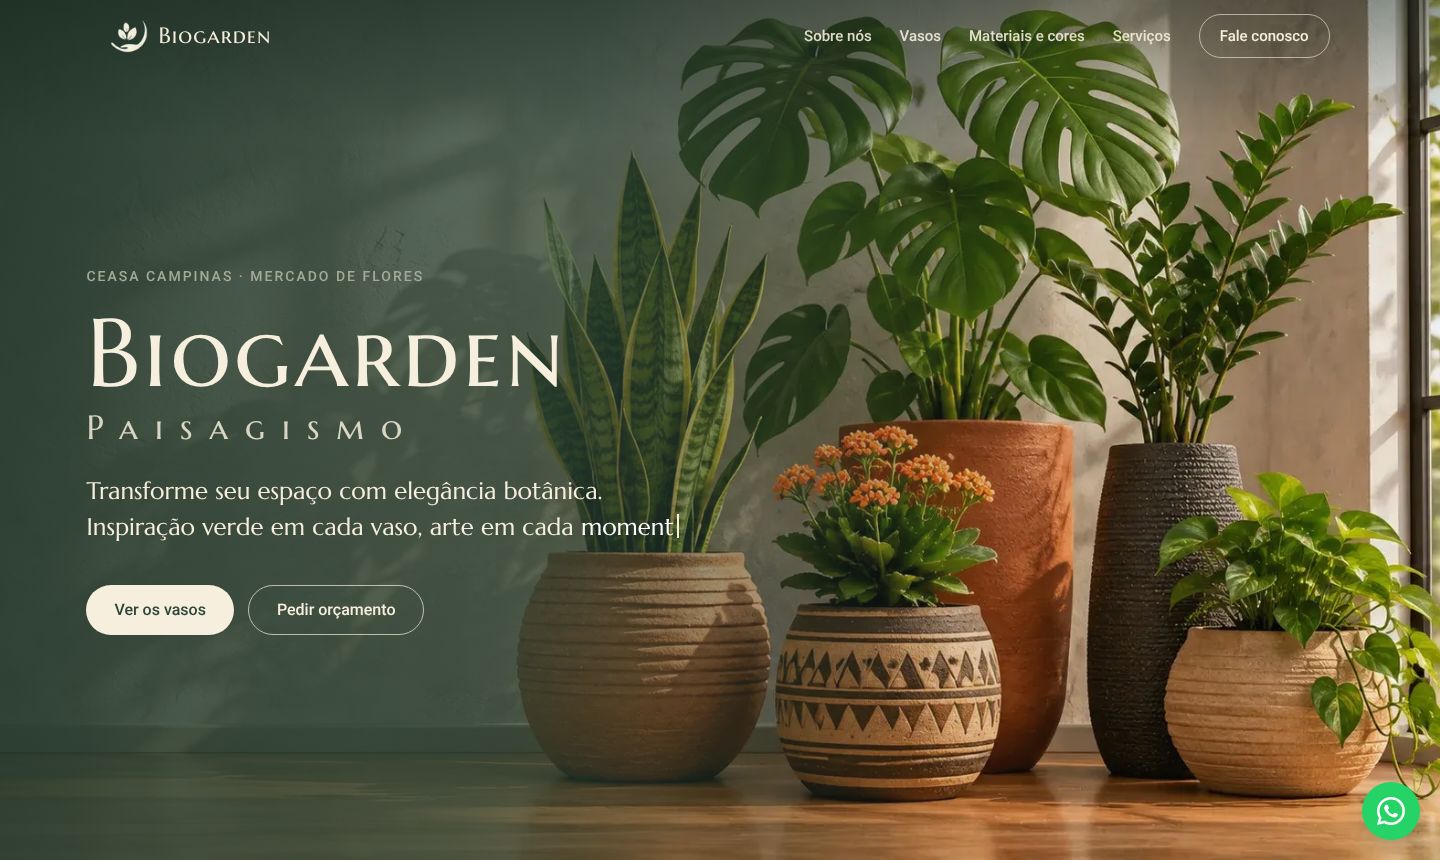 Biogarden
Sobre nós
Vasos
Materiais e cores
Serviços
Fale conosco
CEASA CAMPINAS · MERCADO DE FLORES
Biogarden
Paisagismo
Transforme seu espaço com elegância botânica.
Inspiração verde em cada vaso, arte em cada moment
Ver os vasos
Pedir orçamento